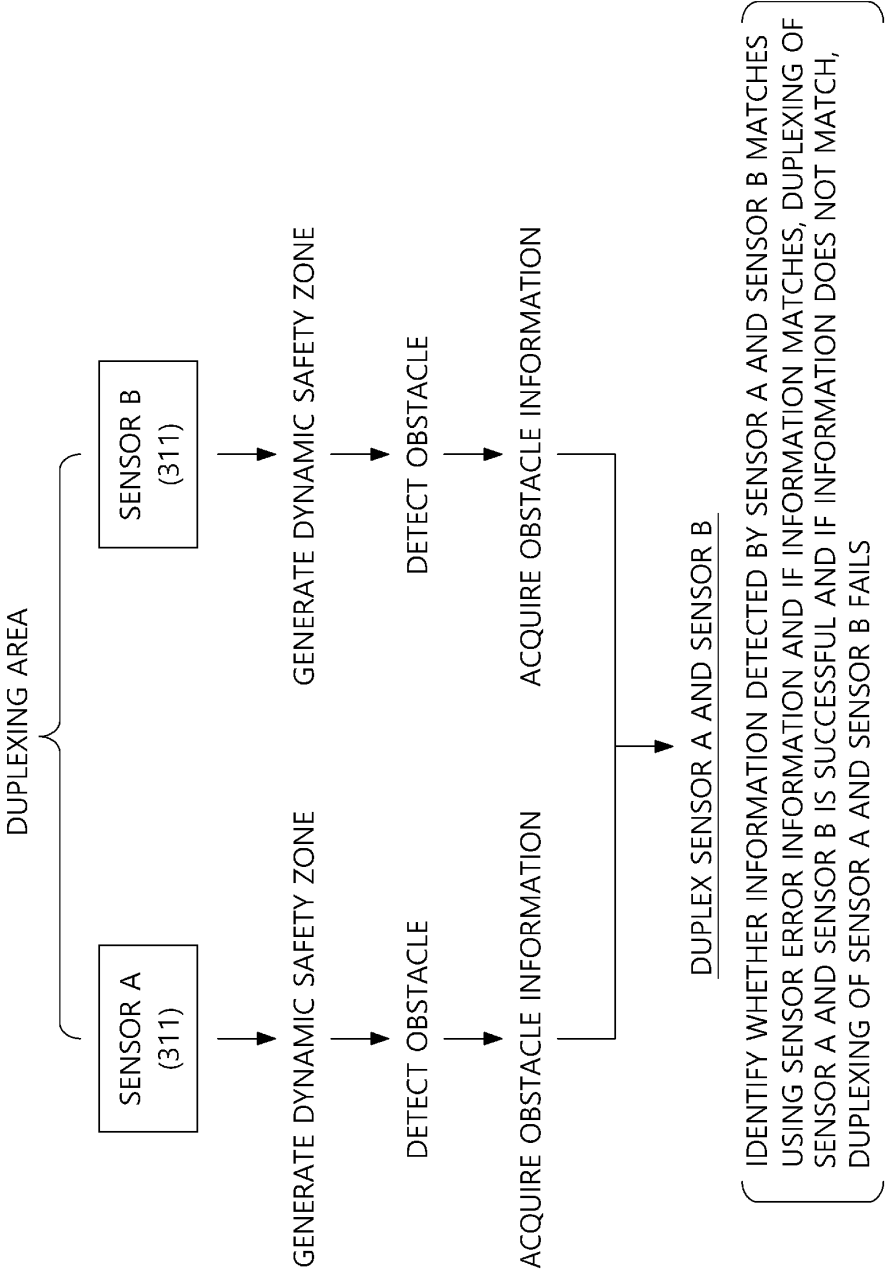 DUPLEXING AREA
SENSOR A
(311)
SENSOR B
(311)
GENERATE DYNAMIC SAFETY ZONE
GENERATE DYNAMIC SAFETY ZONE
DETECT OBSTACLE
DETECT OBSTACLE
ACQUIRE OBSTACLE INFORMATION
ACQUIRE OBSTACLE INFORMATION
DUPLEX SENSOR A AND SENSOR B
IDENTIFY WHETHER INFORMATION DETECTED BY SENSOR A AND SENSOR B MATCHES
USING SENSOR ERROR INFORMATION AND IF INFORMATION MATCHES, DUPLEXING OF
SENSOR A AND SENSOR B IS SUCCESSFUL AND IF INFORMATION DOES NOT MATCH,
DUPLEXING OF SENSOR A AND SENSOR B FAILS